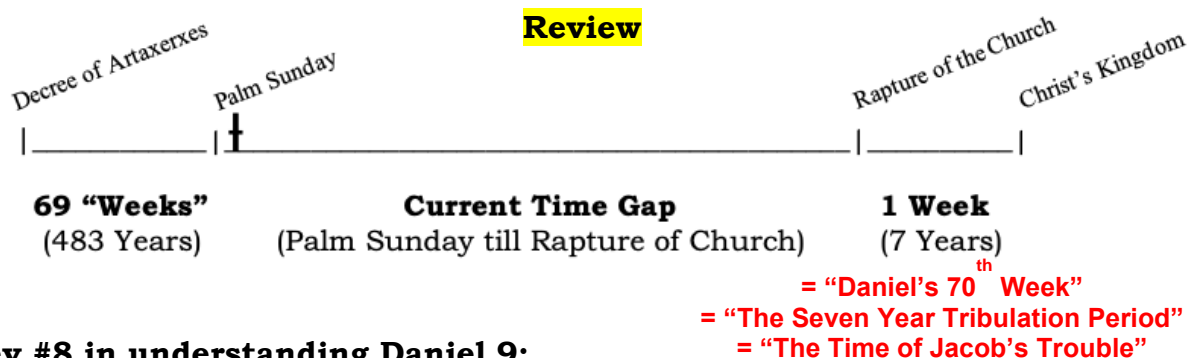 Review
Decree of Artaxerxes
Palm Sunday
Rapture of the Church
Christ's Kingdom
69 “Weeks” Current Time Gap 1 Week
(483 Years) (Palm Sunday till Rapture of Church) (7 Years)
= “Daniel's 70th Week”
= “The Seven Year Tribulation Period”
= “The Time of Jacob's Trouble”
#8 in understanding Daniel 9: